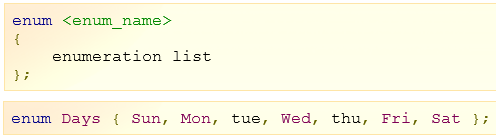 enum <enum_name>
{
    enumeration list
};
enum Days { Sun, Mon, tue, Wed, thu, Fri, Sat };